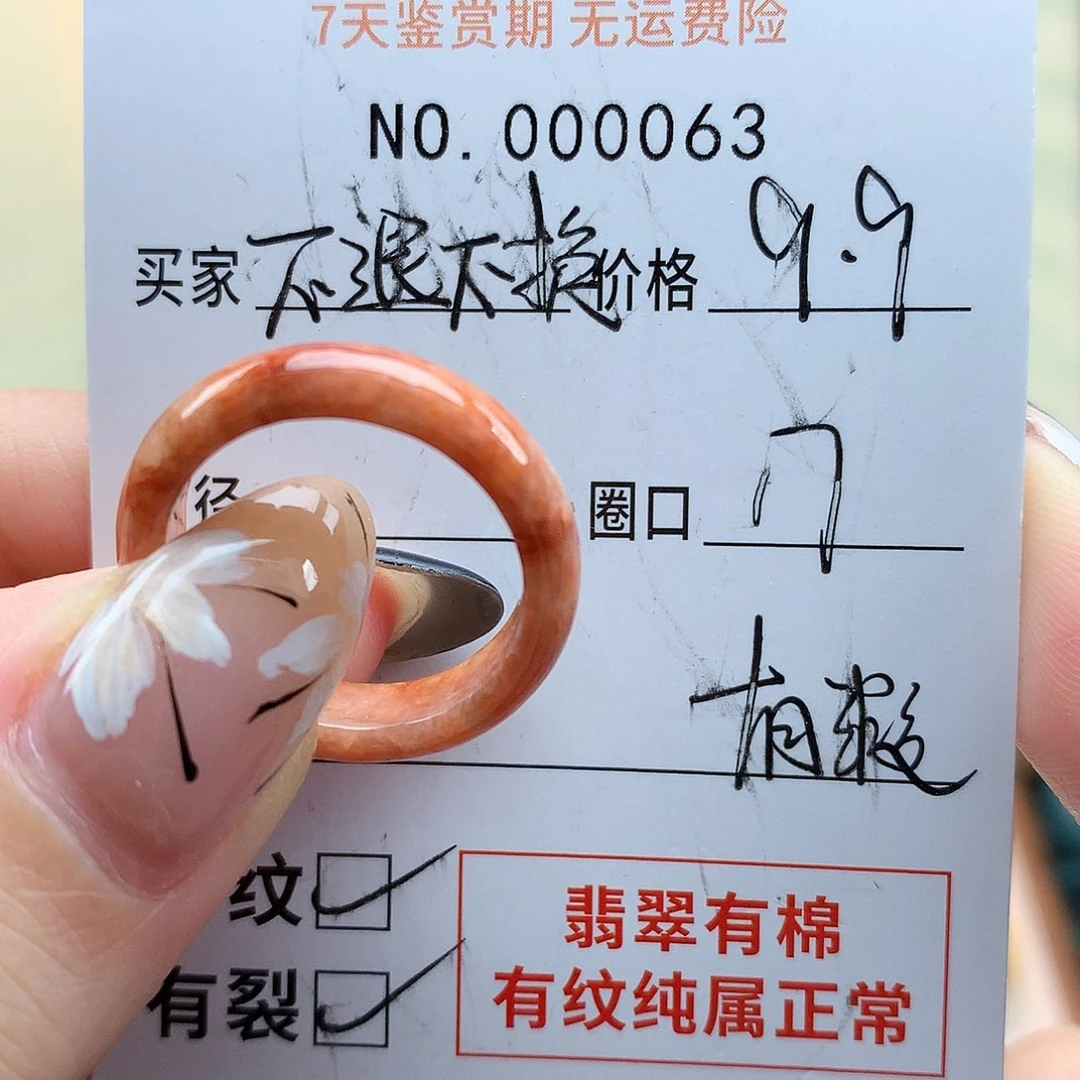 7天鉴赏期 无运费险
NO.000063
买家 不退不换 价格 9.9
径 圈口 17
有瑕
纹
有裂
翡翠有棉
有纹纯属正常